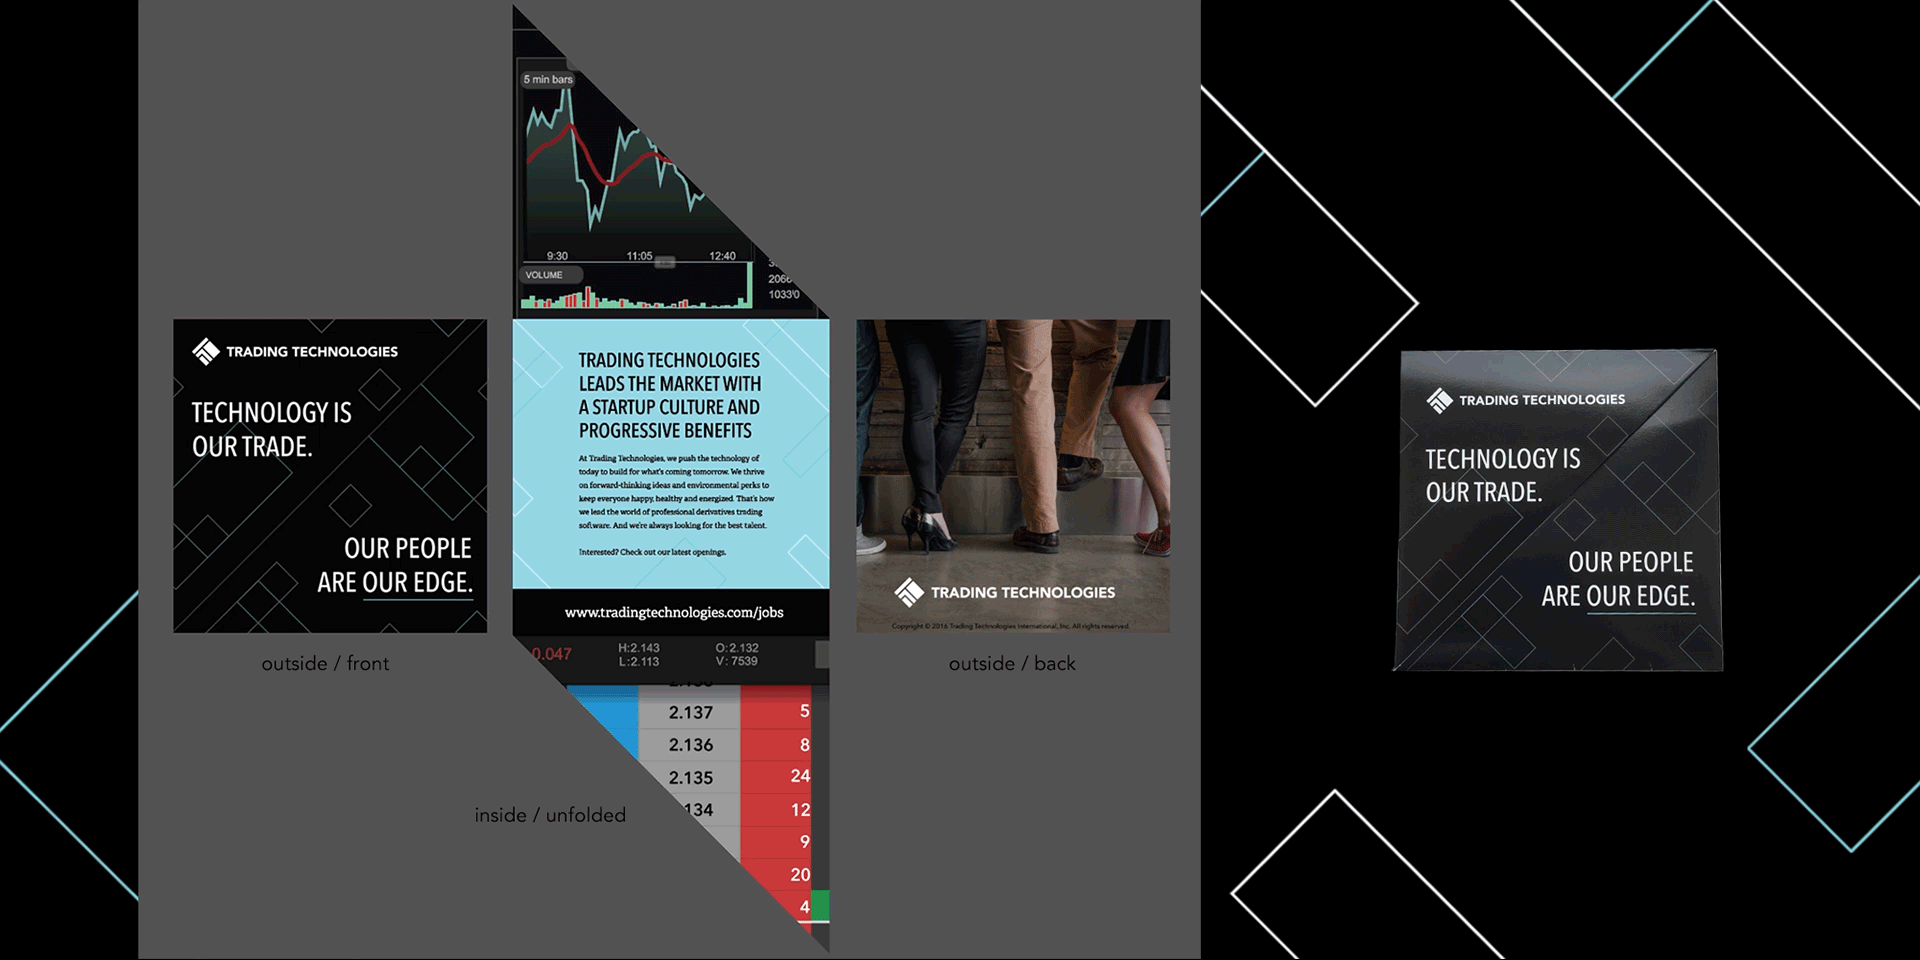 TRADING TECHNOLOGIES
TECHNOLOGY IS
OUR TRADE.
OUR PEOPLE
ARE OUR EDGE.
outside / front
5 min bars
9:30 11:05 12:40
VOLUME
2066
10330
TRADING TECHNOLOGIES
LEADS THE MARKET WITH
A STARTUP CULTURE AND
PROGRESSIVE BENEFITS
At Trading Technologies, we push the technology of
today to build for what's coming tomorrow. We thrive
on forward-thinking ideas and environmental perks to
keep everyone happy, healthy and energized. That's how
we lead the world of professional derivatives trading
software. And we're always looking for the best talent.
Interested? Check out our latest openings.
www.tradingtechnologies.com/jobs
0.047 H:2.143 O:2.132
L:2.113 V: 7539
2.137 5
2.136 8
2.135 24
134 12
9
20
4
inside / unfolded
TRADING TECHNOLOGIES
Copyright © 2016 Trading Technologies International, Inc. All rights reserved.
outside / back
TRADING TECHNOLOGIES
TECHNOLOGY IS
OUR TRADE.
OUR PEOPLE
ARE OUR EDGE.